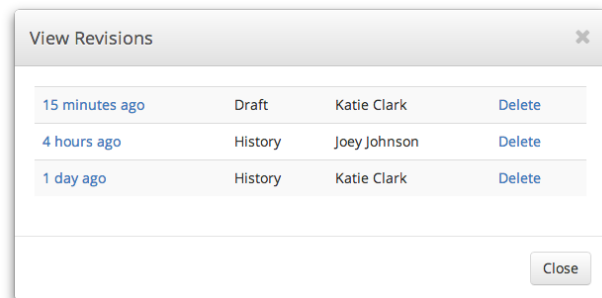 View Revisions
15 minutes ago Draft Katie Clark Delete
4 hours ago History Joey Johnson Delete
1 day ago History Katie Clark Delete
Close